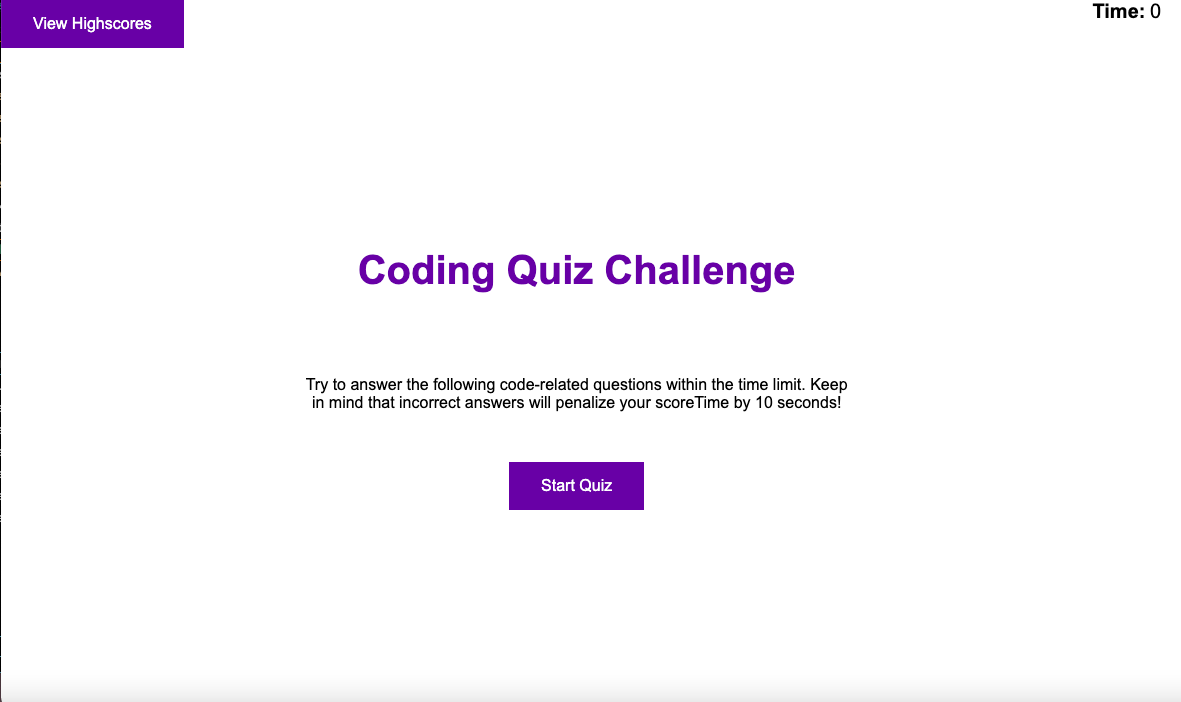 View Highscores
Time: 0
Coding Quiz Challenge
Try to answer the following code-related questions within the time limit. Keep
in mind that incorrect answers will penalize your scoreTime by 10 seconds!
Start Quiz